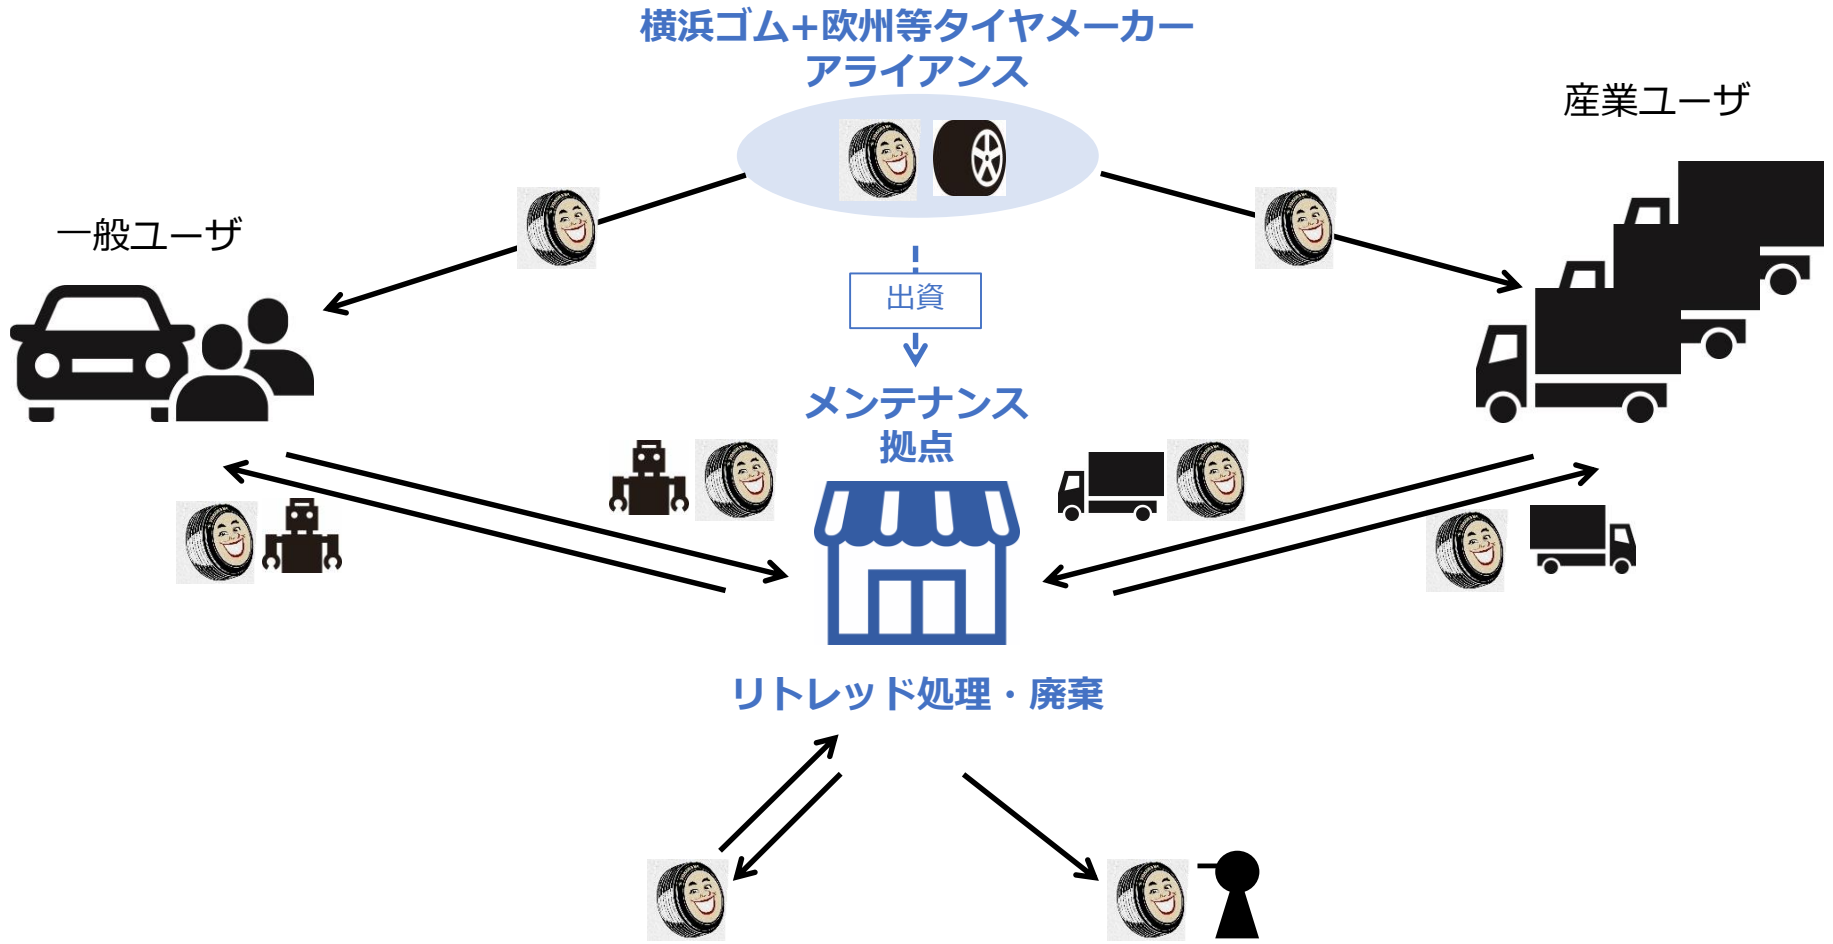 横浜ゴム+欧州等タイヤメーカー
アライアンス
産業ユーザ
一般ユーザ
出資
メンテナンス
拠点
リトレッド処理・廃棄